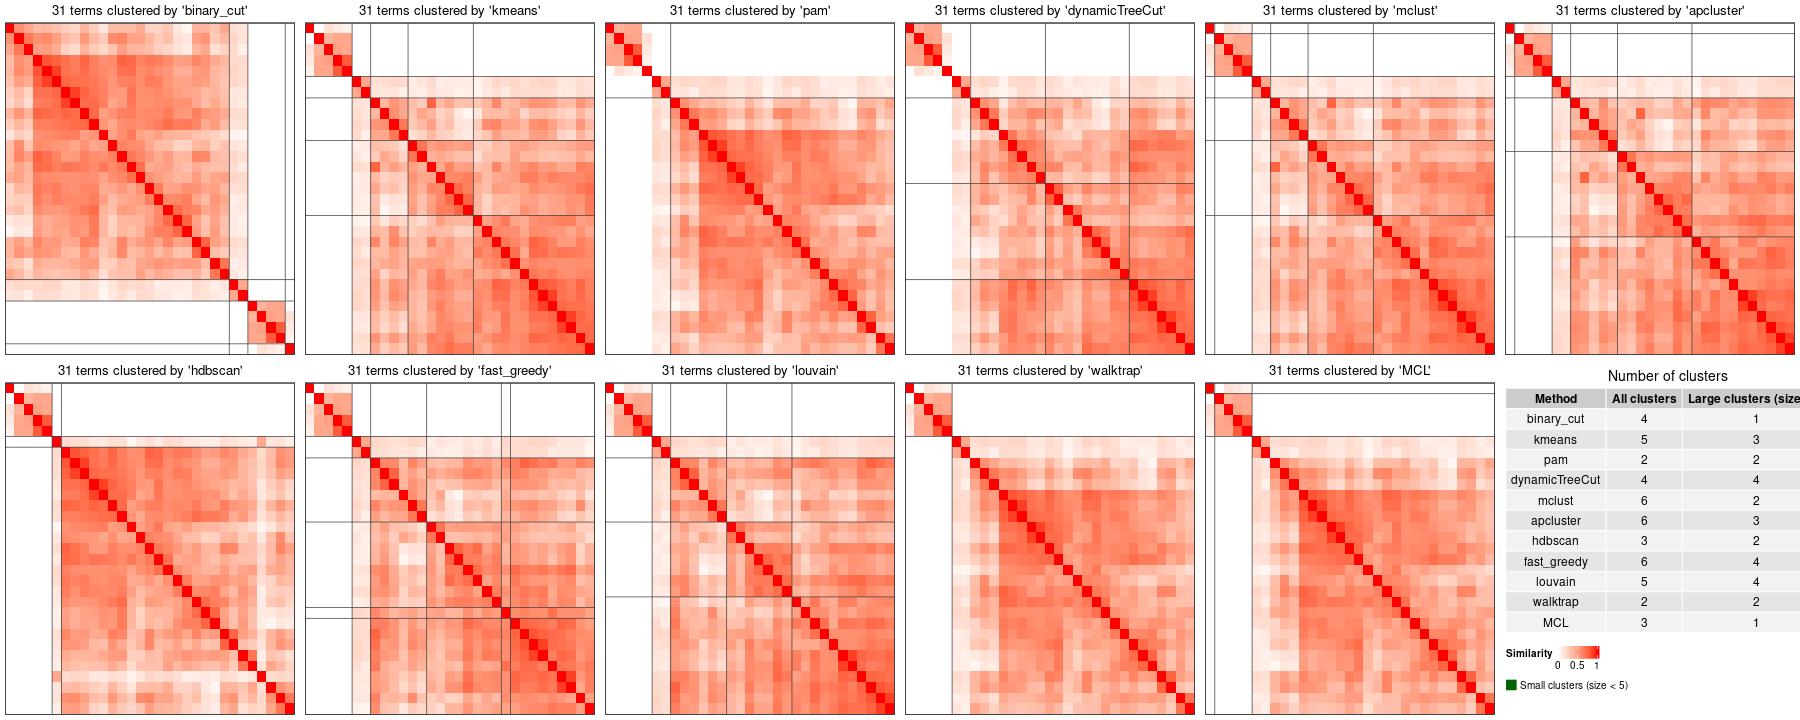 31 terms clustered by 'binary_cut'
31 terms clustered by 'kmeans'
31 terms clustered by 'pam'
31 terms clustered by 'dynamicTreeCut'
31 terms clustered by 'mclust'
31 terms clustered by 'apcluster'
31 terms clustered by 'hdbscan'
31 terms clustered by 'fast_greedy'
31 terms clustered by 'louvain'
31 terms clustered by 'walktrap'
31 terms clustered by 'MCL'
Number of clusters
Method All clusters Large clusters (size
binary_cut 4 1
kmeans 5 3
pam 2 2
dynamicTreeCut 4 4
mclust 6 2
apcluster 6 3
hdbscan 3 2
fast_greedy 6 4
louvain 5 4
walktrap 2 2
MCL 3 1
Similarity
0 0.5 1
Small clusters (size < 5)